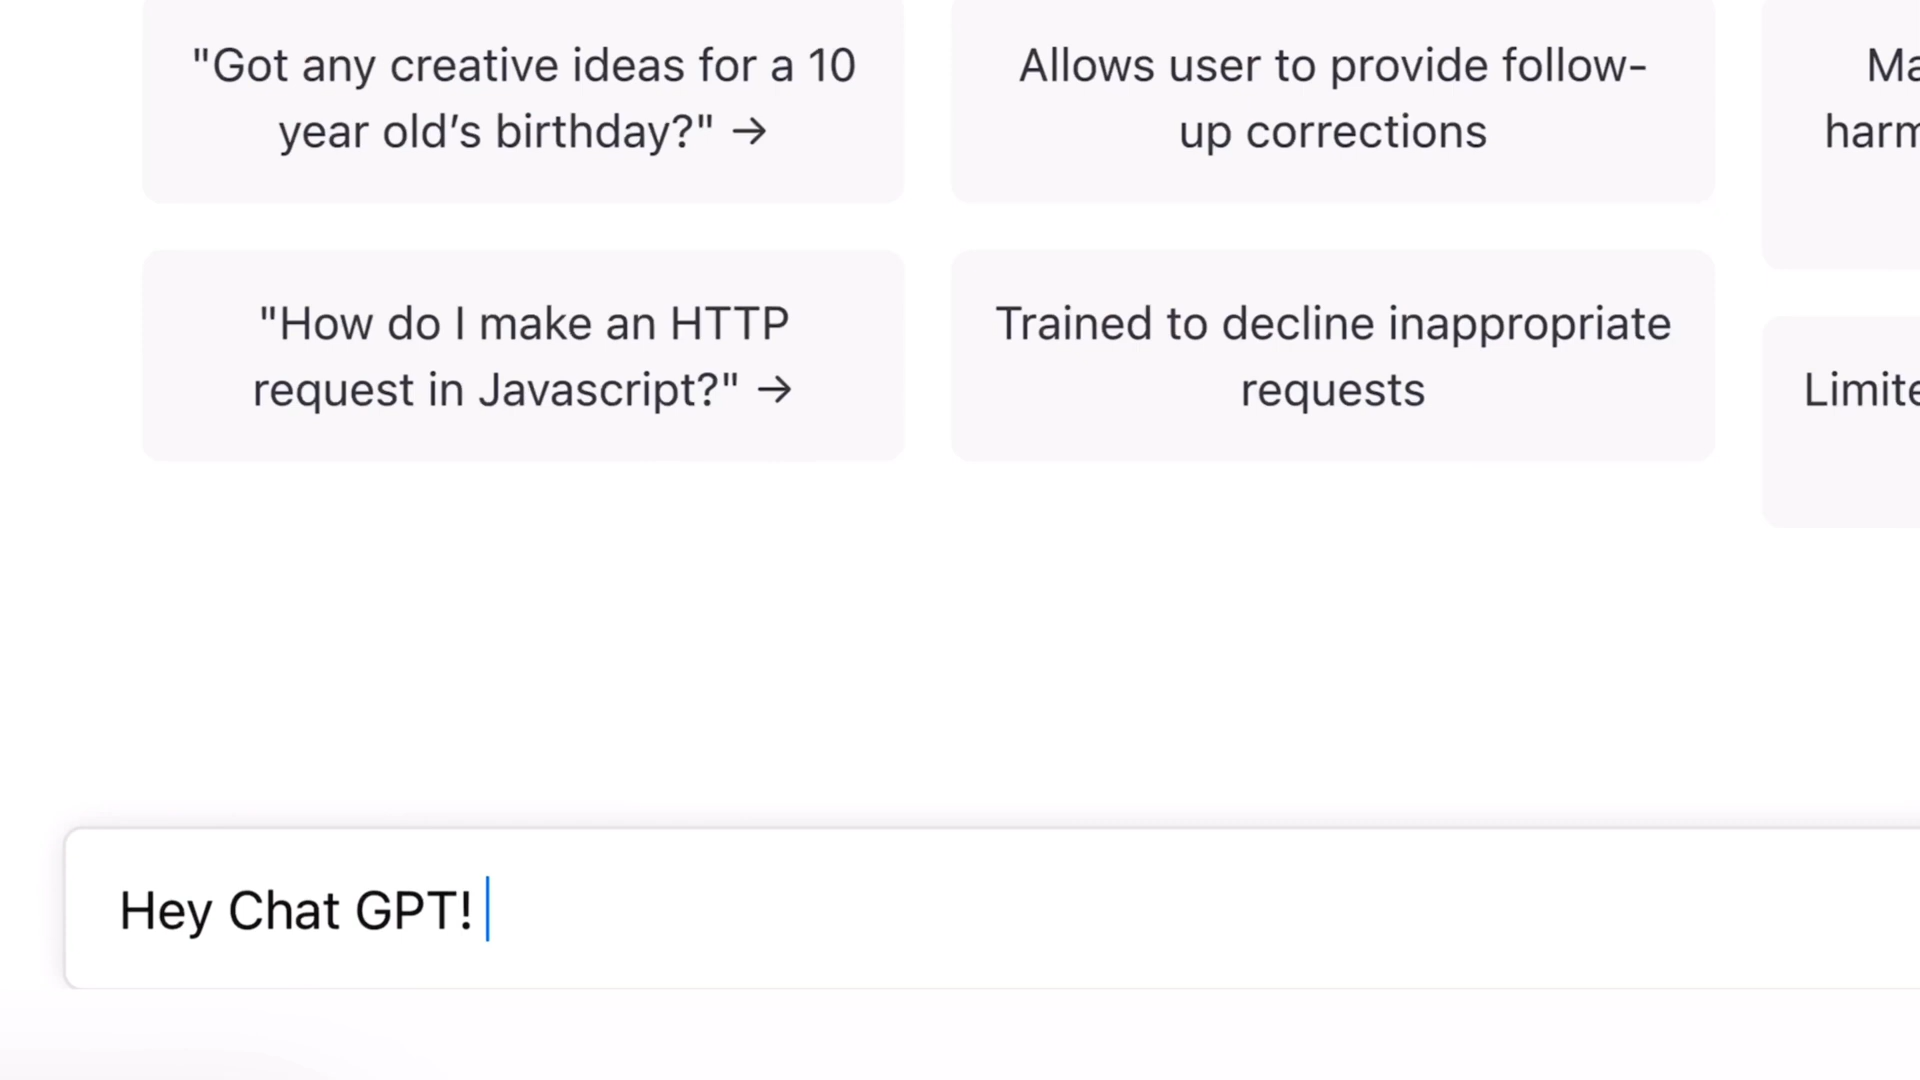 "Got any creative ideas for a 10
year old’s birthday?" →
Allows user to provide follow-
up corrections
"How do I make an HTTP
request in Javascript?" →
Trained to decline inappropriate
requests
Hey Chat GPT!